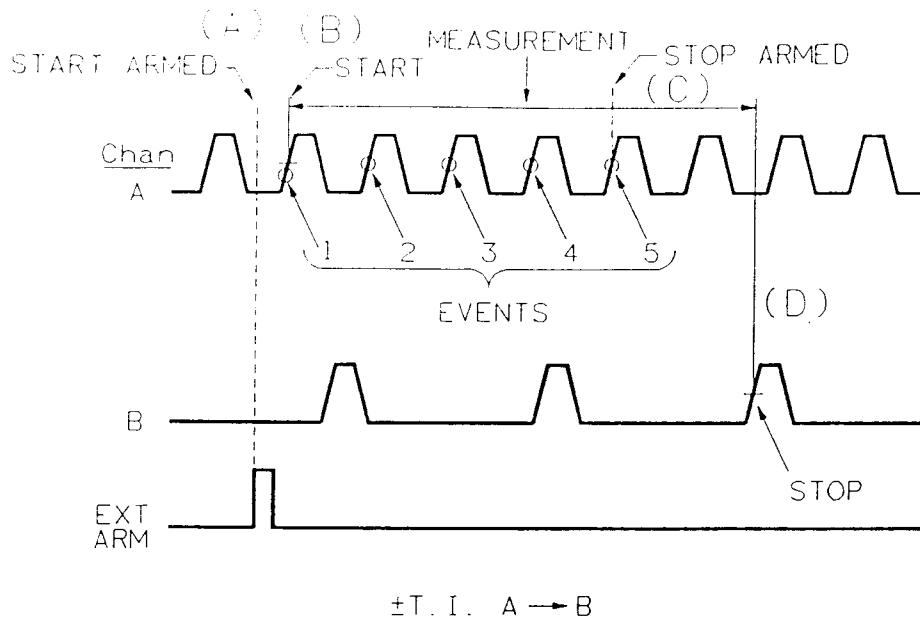 (A) (B) MEASUREMENT
START ARMED START STOP ARMED
(C)
Chan
A
1 2 3 4 5
EVENTS
(D)
B
STOP
EXT
ARM
±T.I. A → B